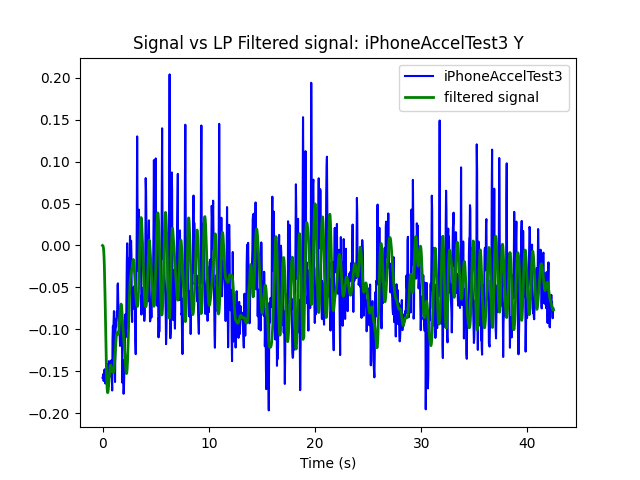 Signal vs LP Filtered signal: iPhoneAccelTest3 Y
iPhoneAccelTest3
filtered signal
0.20
0.15
0.10
0.05
0.00
−0.05
−0.10
−0.15
−0.20
0 10 20 30 40
Time (s)